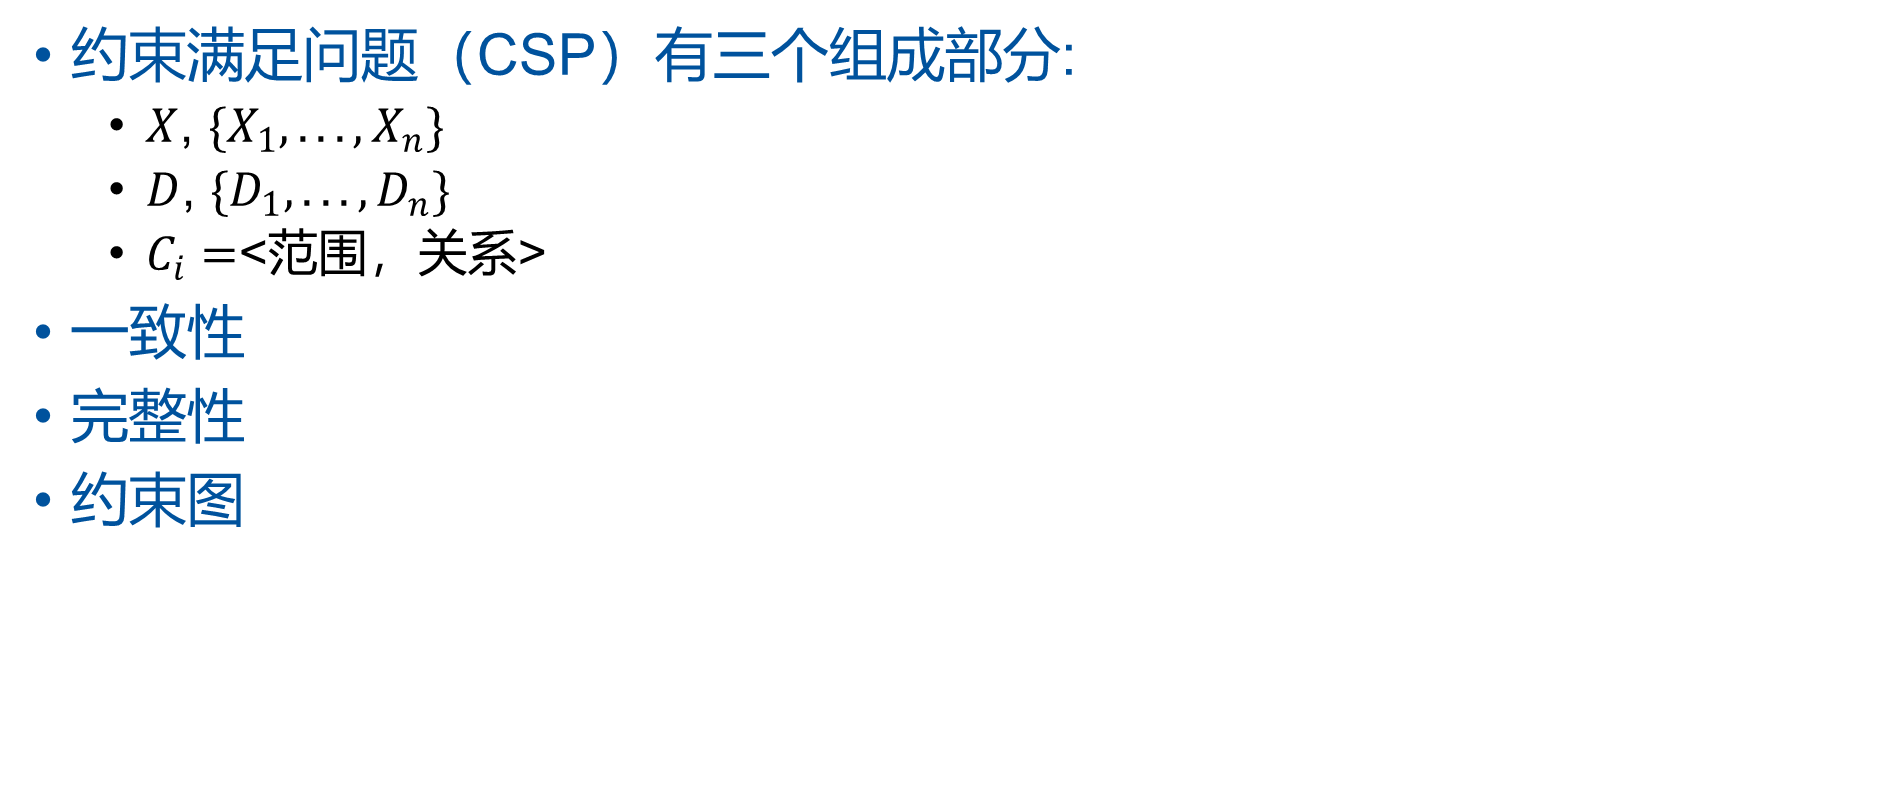 • 约束满足问题（CSP）有三个组成部分:
• X, {X₁, . . . , Xₙ}
• D, {D₁, . . . , Dₙ}
• Cᵢ =<范围，关系>
• 一致性
• 完整性
• 约束图